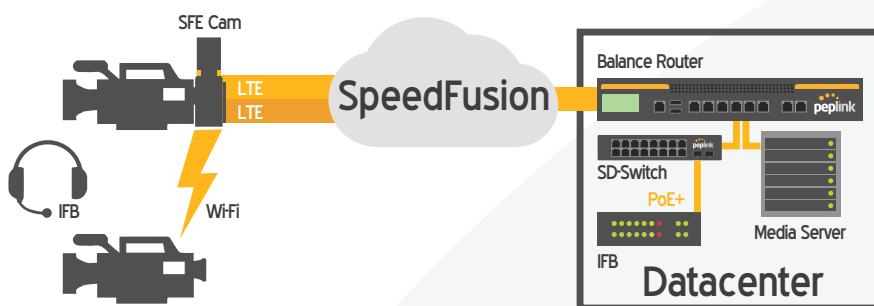 SFE Cam
LTE
LTE
SpeedFusion
IFB
Wi-Fi
Balance Router
peplink
peplink
SD-Switch
PoE+
IFB
Media Server
Datacenter